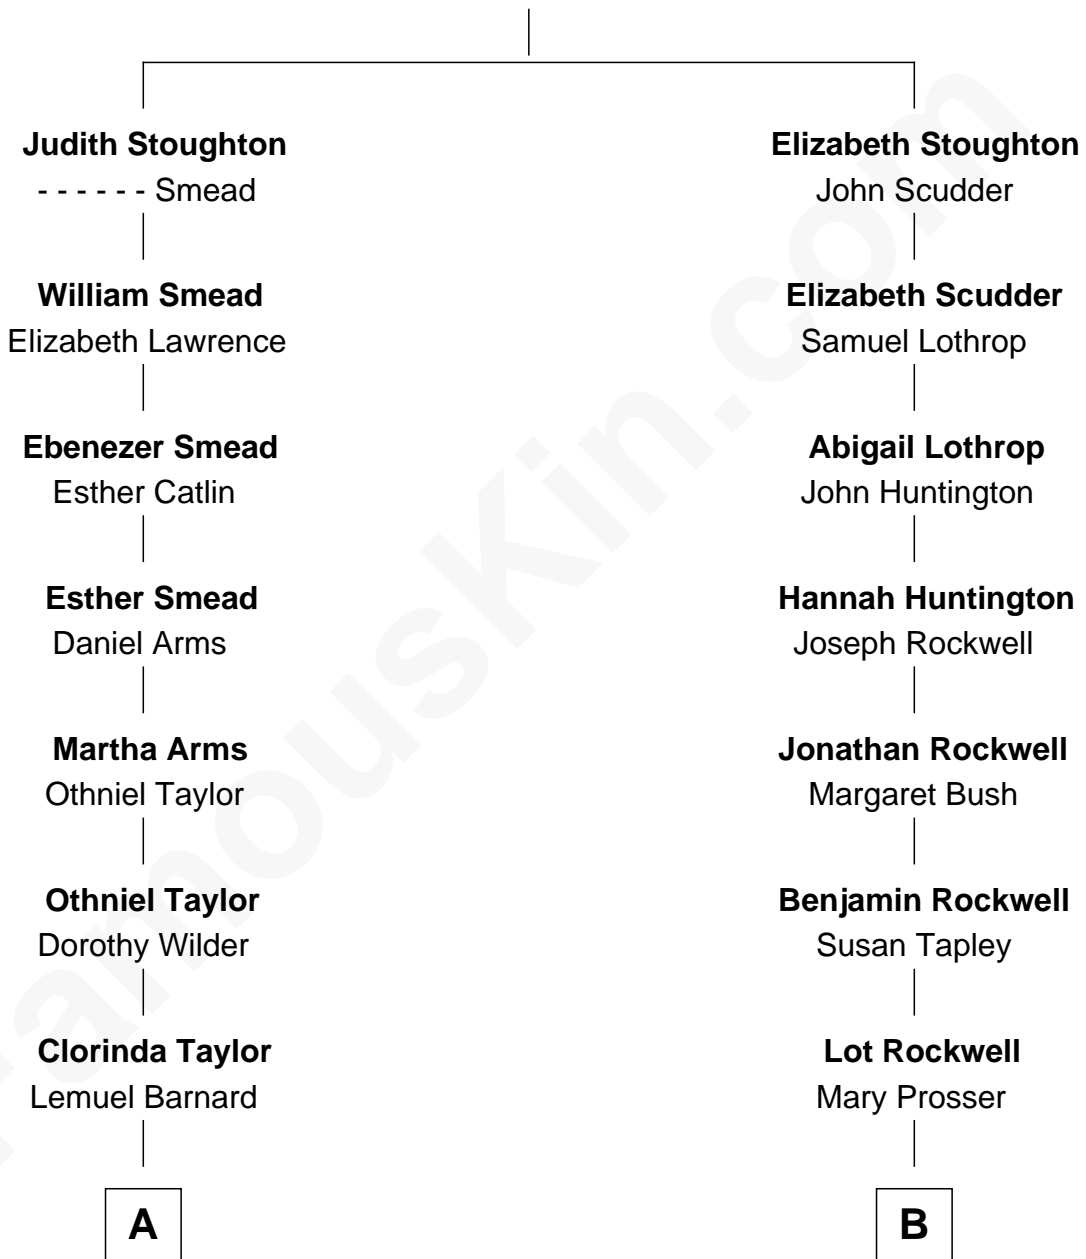 Judith Stoughton
- - - - - - Smead
William Smead
Elizabeth Lawrence
Ebenezer Smead
Esther Catlin
Esther Smead
Daniel Arms
Martha Arms
Othniel Taylor
Othniel Taylor
Dorothy Wilder
Clorinda Taylor
Lemuel Barnard
A
Elizabeth Stoughton
John Scudder
Elizabeth Scudder
Samuel Lothrop
Abigail Lothrop
John Huntington
Hannah Huntington
Joseph Rockwell
Jonathan Rockwell
Margaret Bush
Benjamin Rockwell
Susan Tapley
Lot Rockwell
Mary Prosser
B
FamousKin.com